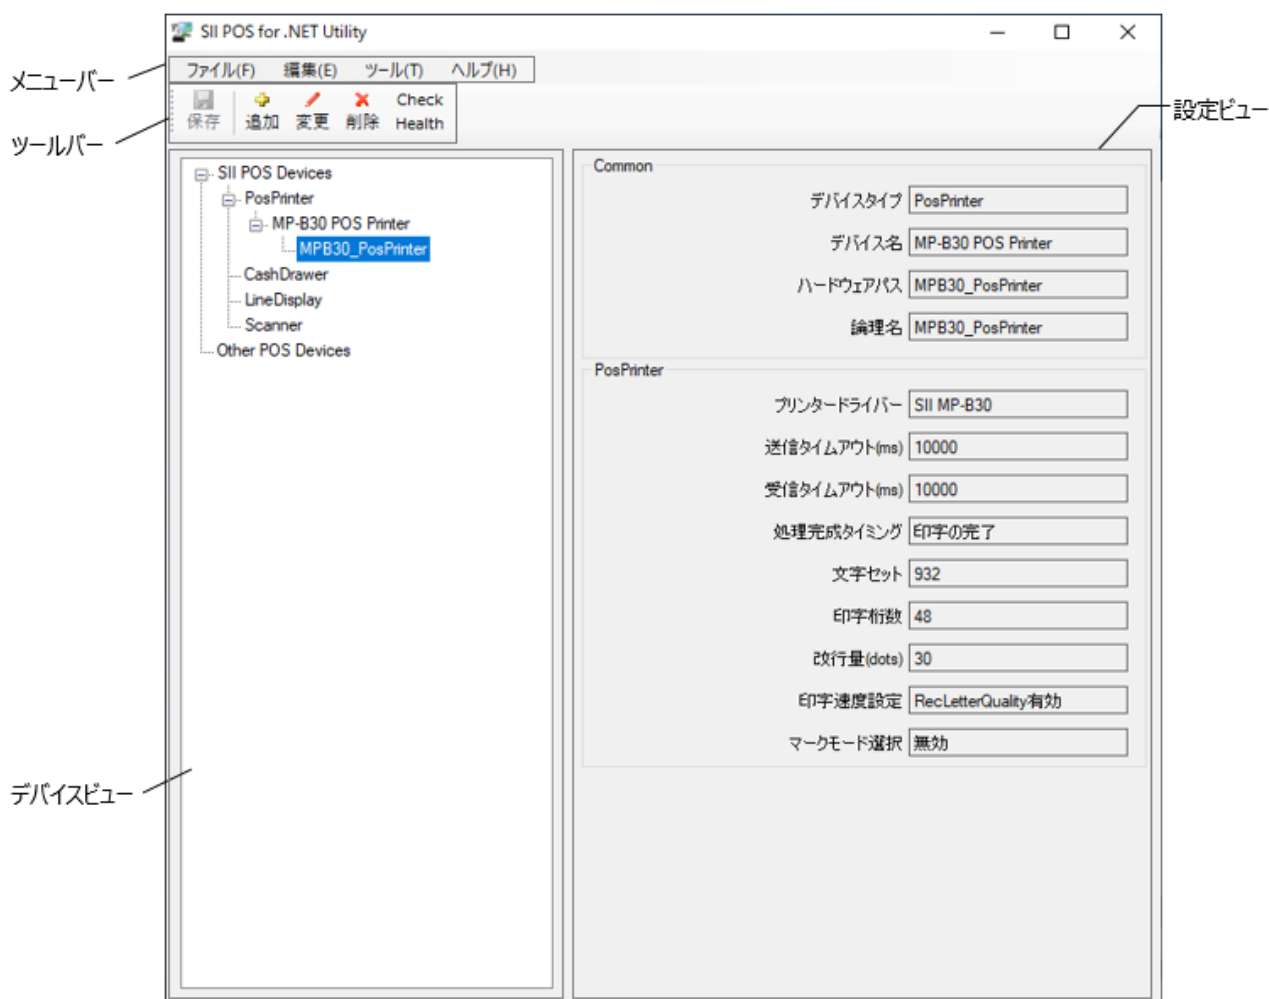 SII POS for .NET Utility
メニューバー
ファイル(F) 編集(E) ツール(T) ヘルプ(H)
ツールバー
保存 追加 変更 削除 Check Health
設定ビュー
SII POS Devices
PosPrinter
MP-B30 POS Printer
MPB30_PosPrinter
CashDrawer
LineDisplay
Scanner
Other POS Devices
デバイスビュー
Common
デバイスタイプ PosPrinter
デバイス名 MP-B30 POS Printer
ハードウェアパス MPB30_PosPrinter
論理名 MPB30_PosPrinter
PosPrinter
プリンタードライバー SII MP-B30
送信タイムアウト(ms) 10000
受信タイムアウト(ms) 10000
処理完成タイミング 印字の完了
文字セット 932
印字桁数 48
改行量(dots) 30
印字速度設定 RecLetterQuality有効
マークモード選択 無効